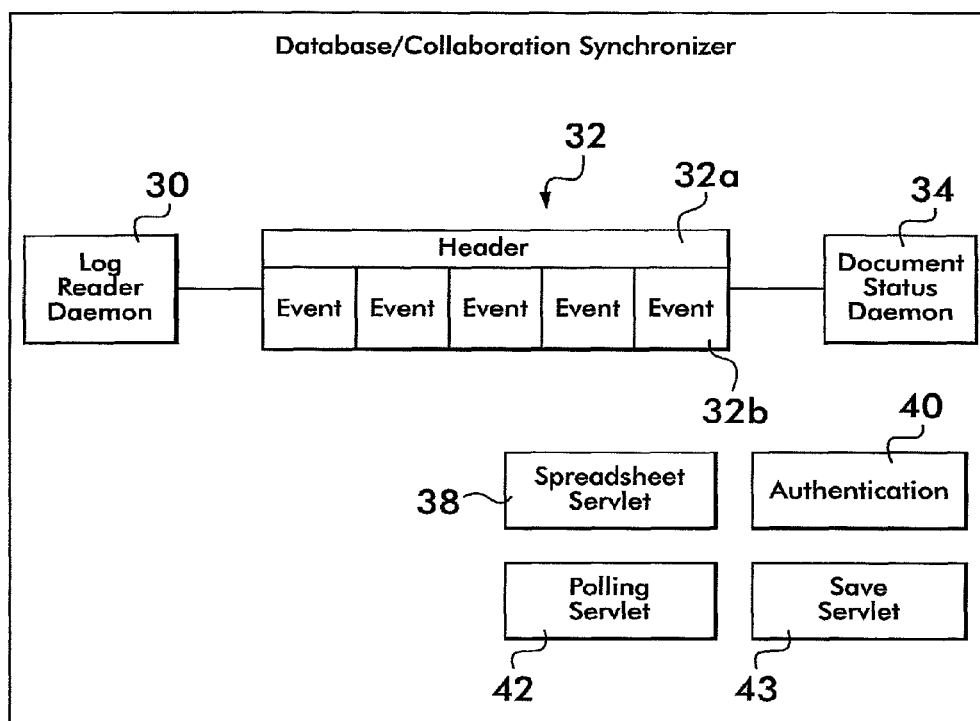 Database/Collaboration Synchronizer
32
30
32a
34
Log
Reader
Daemon
Header
Event Event Event Event Event
Document
Status
Daemon
32b
40
38
Spreadsheet
Servlet
Authentication
Polling
Servlet
Save
Servlet
42
43